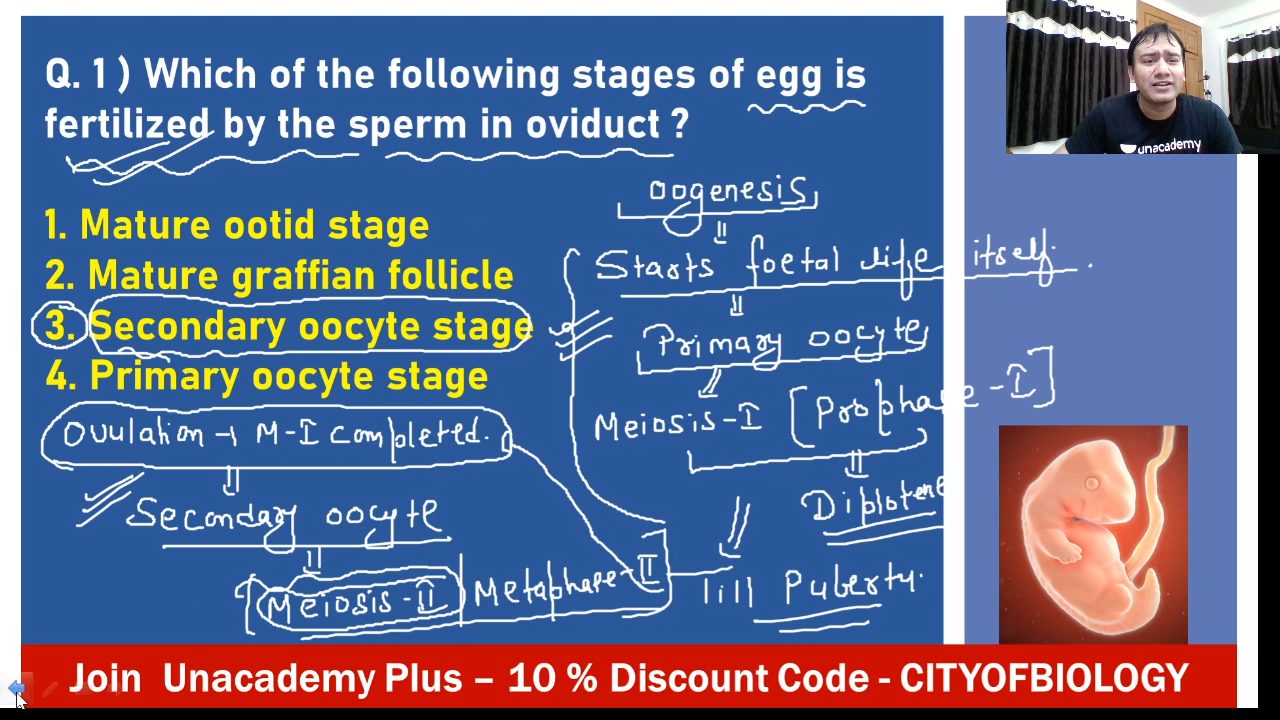 Q. 1 ) Which of the following stages of egg is
fertilized by the sperm in oviduct ?
1. Mature ootid stage
2. Mature graffian follicle
3. Secondary oocyte stage
4. Primary oocyte stage
Ovulation → M-I completed.
Secondary oocyte
Meiosis-II Metaphase-II
oogenesis
Starts foetal life itself.
Primary oocyte
Meiosis-I [Prophase-I]
Diplotene
Till Puberty.
unacademy
Join Unacademy Plus – 10 % Discount Code - CITYOFBIOLOGY